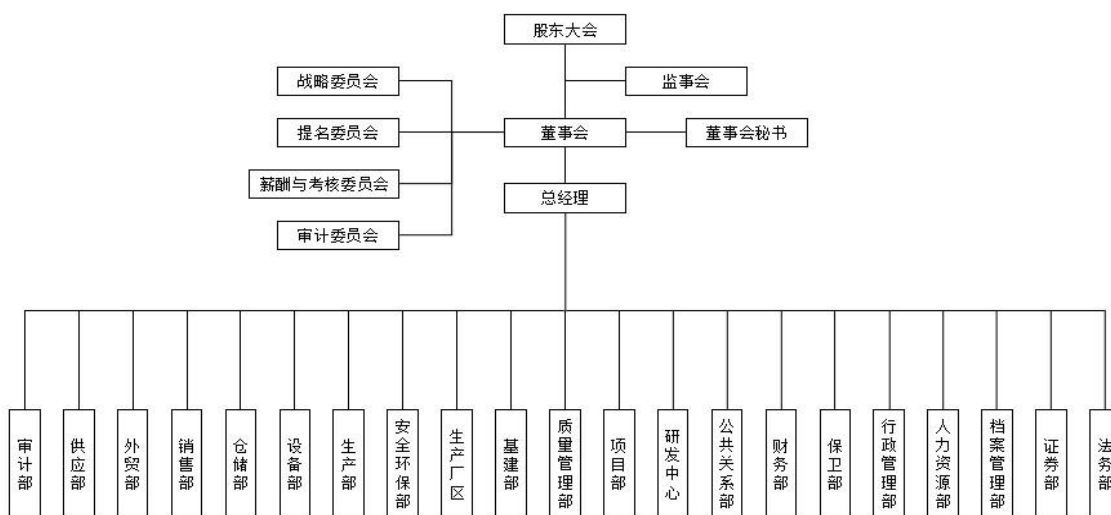 股东大会
战略委员会
监事会
提名委员会
董事会
董事会秘书
薪酬与考核委员会
总经理
审计委员会
审计部
供应部
外贸部
销售部
仓储部
设备部
生产部
安全环保部
生产厂区
基建部
质量管理部
项目部
研发中心
公共关系部
财务部
保卫部
行政管理部
人力资源部
档案管理部
证券部
法务部